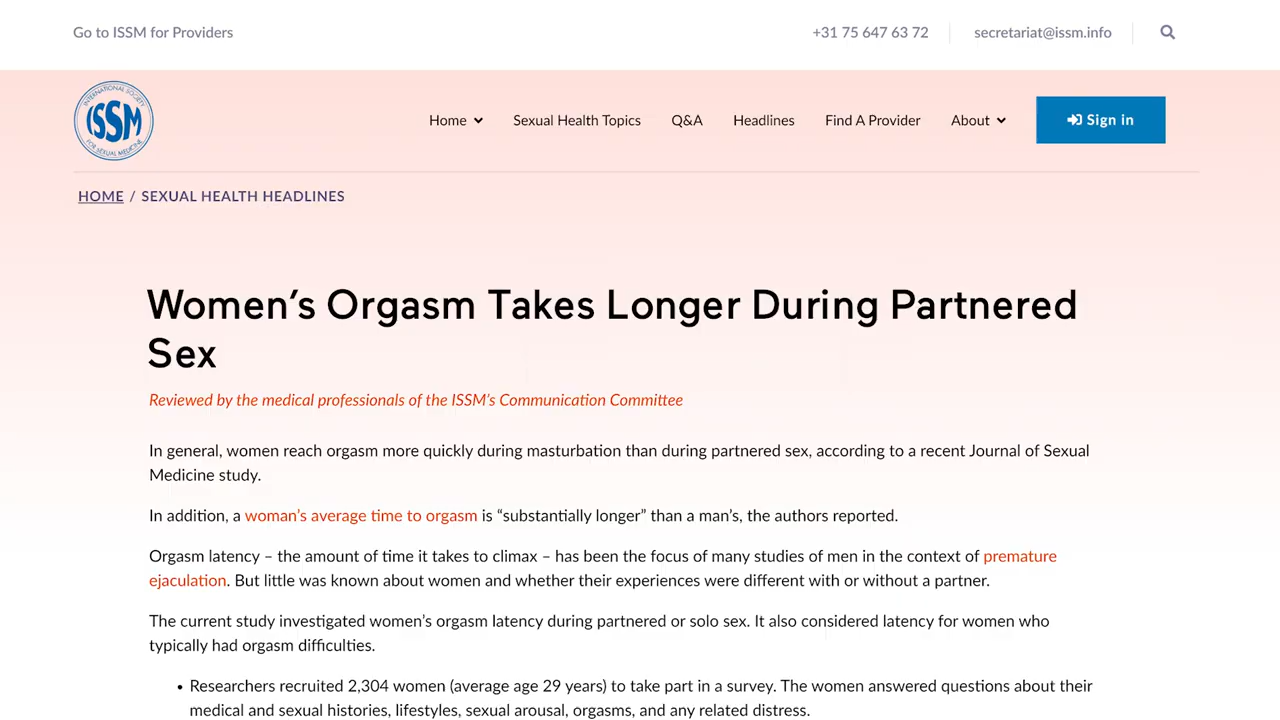 Go to ISSM for Providers
+31 75 647 63 72
secretariat@issm.info
INTERNATIONAL SOCIETY
ISSM
FOR SEXUAL MEDICINE
Home
Sexual Health Topics
Q&A
Headlines
Find A Provider
About
Sign in
HOME / SEXUAL HEALTH HEADLINES
Women’s Orgasm Takes Longer During Partnered
Sex
Reviewed by the medical professionals of the ISSM’s Communication Committee
In general, women reach orgasm more quickly during masturbation than during partnered sex, according to a recent Journal of Sexual
Medicine study.
In addition, a woman’s average time to orgasm is “substantially longer” than a man’s, the authors reported.
Orgasm latency – the amount of time it takes to climax – has been the focus of many studies of men in the context of premature
ejaculation. But little was known about women and whether their experiences were different with or without a partner.
The current study investigated women’s orgasm latency during partnered or solo sex. It also considered latency for women who
typically had orgasm difficulties.
• Researchers recruited 2,304 women (average age 29 years) to take part in a survey. The women answered questions about their
medical and sexual histories, lifestyles, sexual arousal, orgasms, and any related distress.